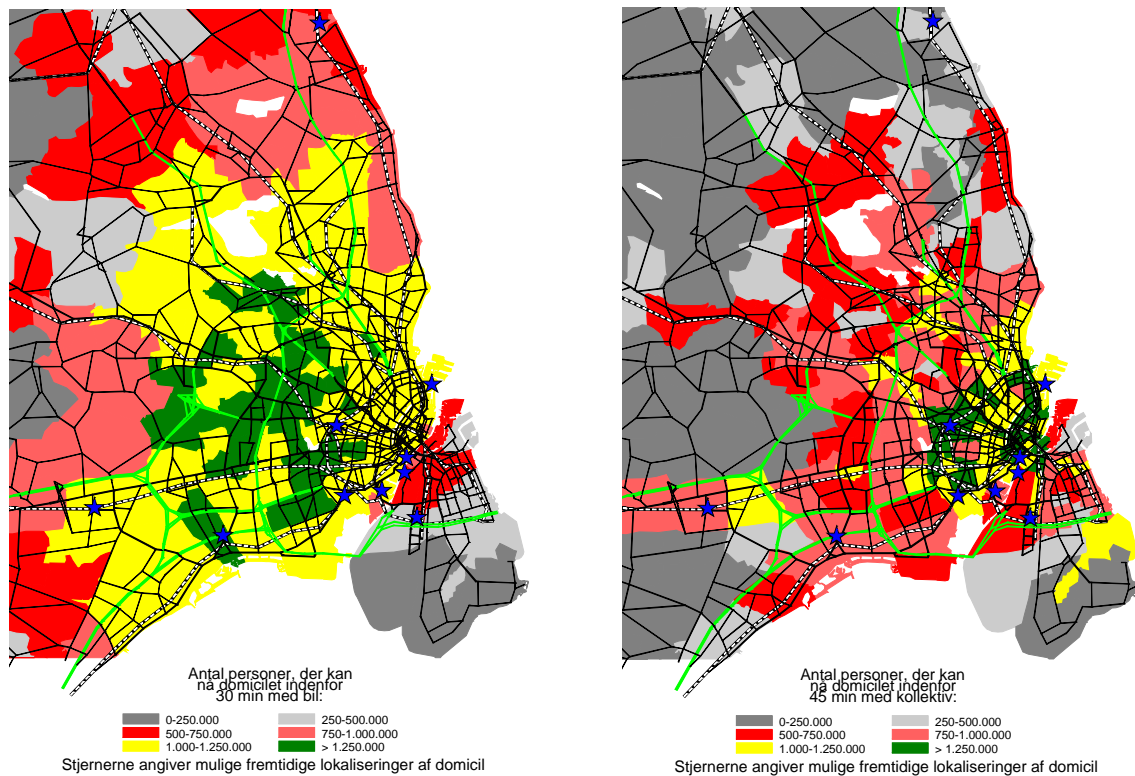 Antal personer, der kan
nå domicilet indenfor
30 min med bil:
0-250.000
250-500.000
500-750.000
750-1.000.000
1.000-1.250.000
> 1.250.000
Stjernerne angiver mulige fremtidige lokaliseringer af domicil
Antal personer, der kan
nå domicilet indenfor
45 min med kollektiv:
0-250.000
250-500.000
500-750.000
750-1.000.000
1.000-1.250.000
> 1.250.000
Stjernerne angiver mulige fremtidige lokaliseringer af domicil